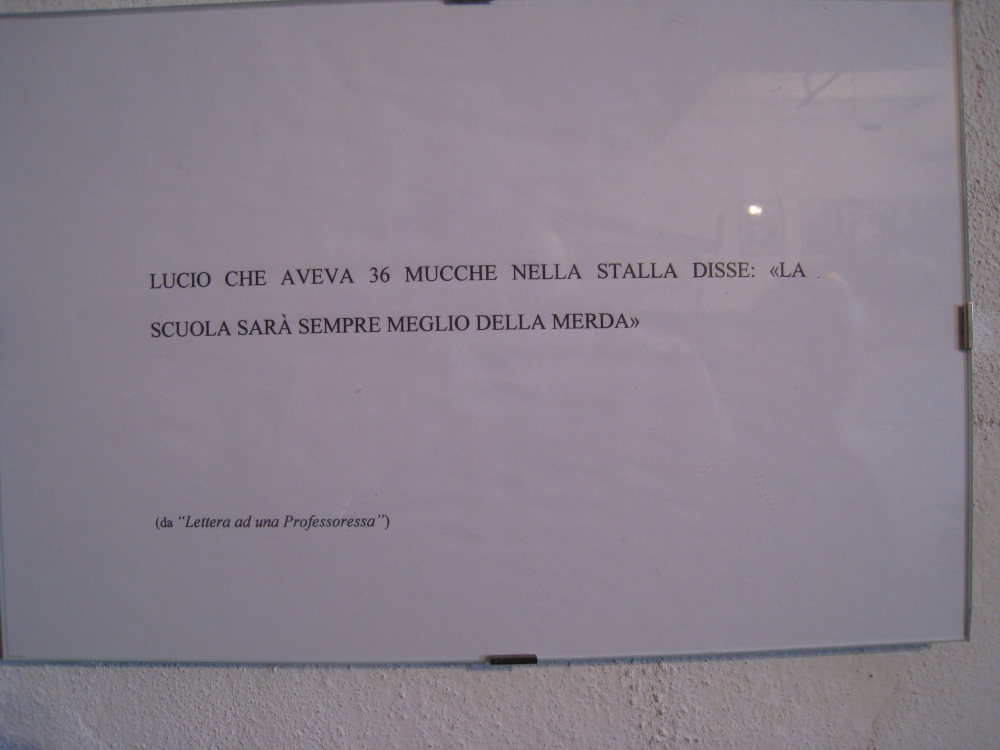 LUCIO CHE AVEVA 36 MUCCHE NELLA STALLA DISSE: «LA
SCUOLA SARÀ SEMPRE MEGLIO DELLA MERDA»
(da "Lettera ad una Professoressa")